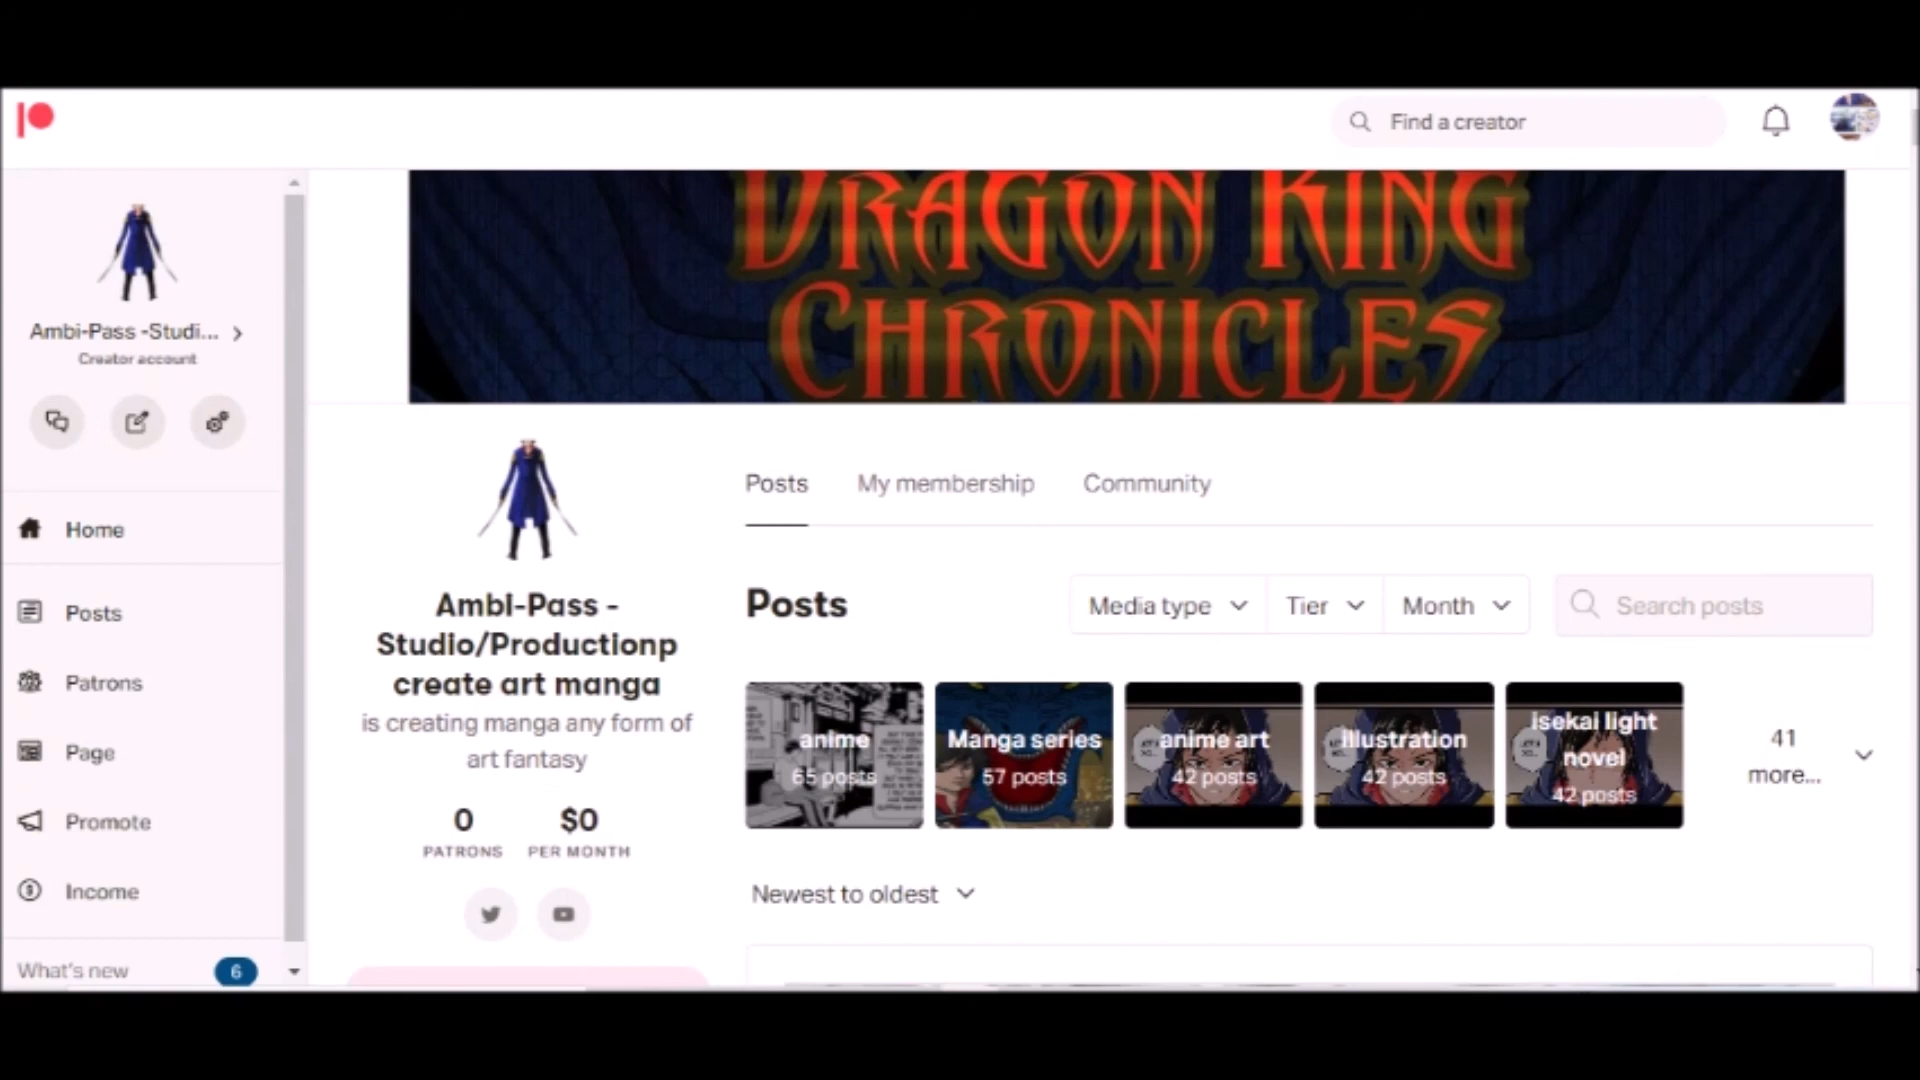 Find a creator
DRAGON KING
CHRONICLES
Ambi-Pass -Studi...
Creator account
Home
Posts
Patrons
Page
Promote
Income
What's new
6
Ambi-Pass -
Studio/Productionp
create art manga
is creating manga any form of
art fantasy
0
PATRONS
$0
PER MONTH
Posts My membership Community
Posts
Media type Tier Month
Search posts
anime
65 posts
Manga series
57 posts
anime art
42 posts
illustration
42 posts
isekai light
novel
42 posts
41
more...
Newest to oldest